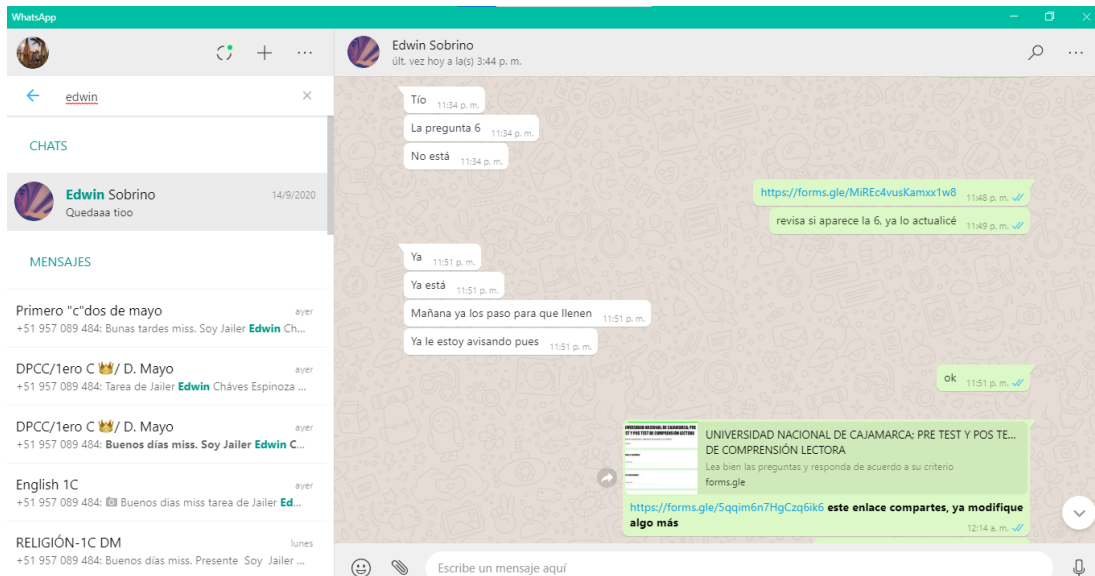 WhatsApp
edwin
CHATS
Edwin Sobrino
14/9/2020
Quedaaa tioo
MENSAJES
Primero "c"dos de mayo
ayer
+51 957 089 484: Bunas tardes miss. Soy Jailer Edwin Ch...
DPCC/1ero C 👑/ D. Mayo
ayer
+51 957 089 484: Tarea de Jailer Edwin Cháves Espinoza ...
DPCC/1ero C 👑/ D. Mayo
ayer
+51 957 089 484: Buenos días miss. Soy Jailer Edwin C...
English 1C
ayer
+51 957 089 484: 📷 Buenos dias miss tarea de Jailer Ed...
RELIGIÓN-1C DM
lunes
+51 957 089 484: Buenos días miss. Presente Soy Jailer ...
Edwin Sobrino
últ. vez hoy a la(s) 3:44 p. m.
Tío 11:34 p. m.
La pregunta 6 11:34 p. m.
No está 11:34 p. m.
https://forms.gle/MiREc4vusKamxx1w8 11:48 p. m.
revisa si aparece la 6, ya lo actualicé 11:49 p. m.
Ya 11:51 p. m.
Ya está 11:51 p. m.
Mañana ya los paso para que llenen 11:51 p. m.
Ya le estoy avisando pues 11:51 p. m.
ok 11:51 p. m.
UNIVERSIDAD NACIONAL DE CAJAMARCA; PRE TEST Y POS TE...
DE COMPRENSIÓN LECTORA
Lea bien las preguntas y responda de acuerdo a su criterio
forms.gle
https://forms.gle/5qqim6n7HgCzq6ik6 este enlace compartes, ya modifique
algo más
12:14 a. m.
Escribe un mensaje aquí